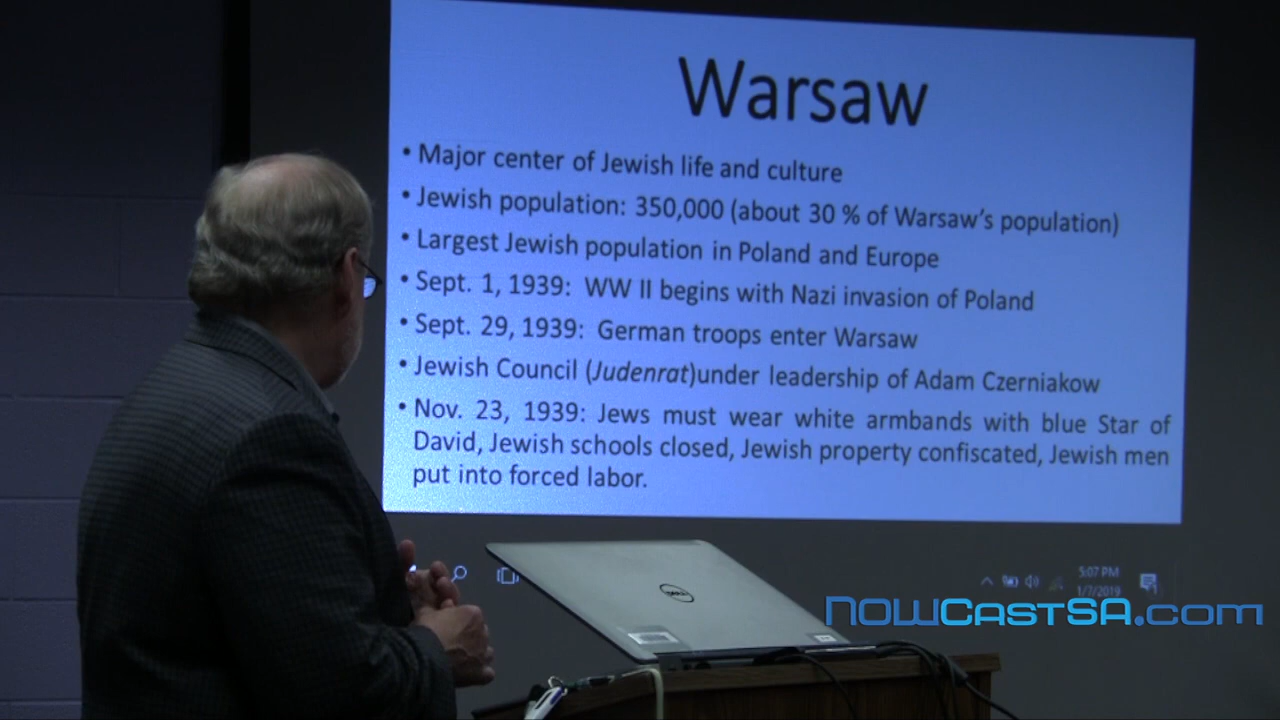 Warsaw
• Major center of Jewish life and culture
• Jewish population: 350,000 (about 30 % of Warsaw's population)
• Largest Jewish population in Poland and Europe
• Sept. 1, 1939: WW II begins with Nazi invasion of Poland
• Sept. 29, 1939: German troops enter Warsaw
• Jewish Council (Judenrat)under leadership of Adam Czerniakow
• Nov. 23, 1939: Jews must wear white armbands with blue Star of
David, Jewish schools closed, Jewish property confiscated, Jewish men
put into forced labor.
5:07 PM
1/7/2019
DELL
NOWCastSA.com